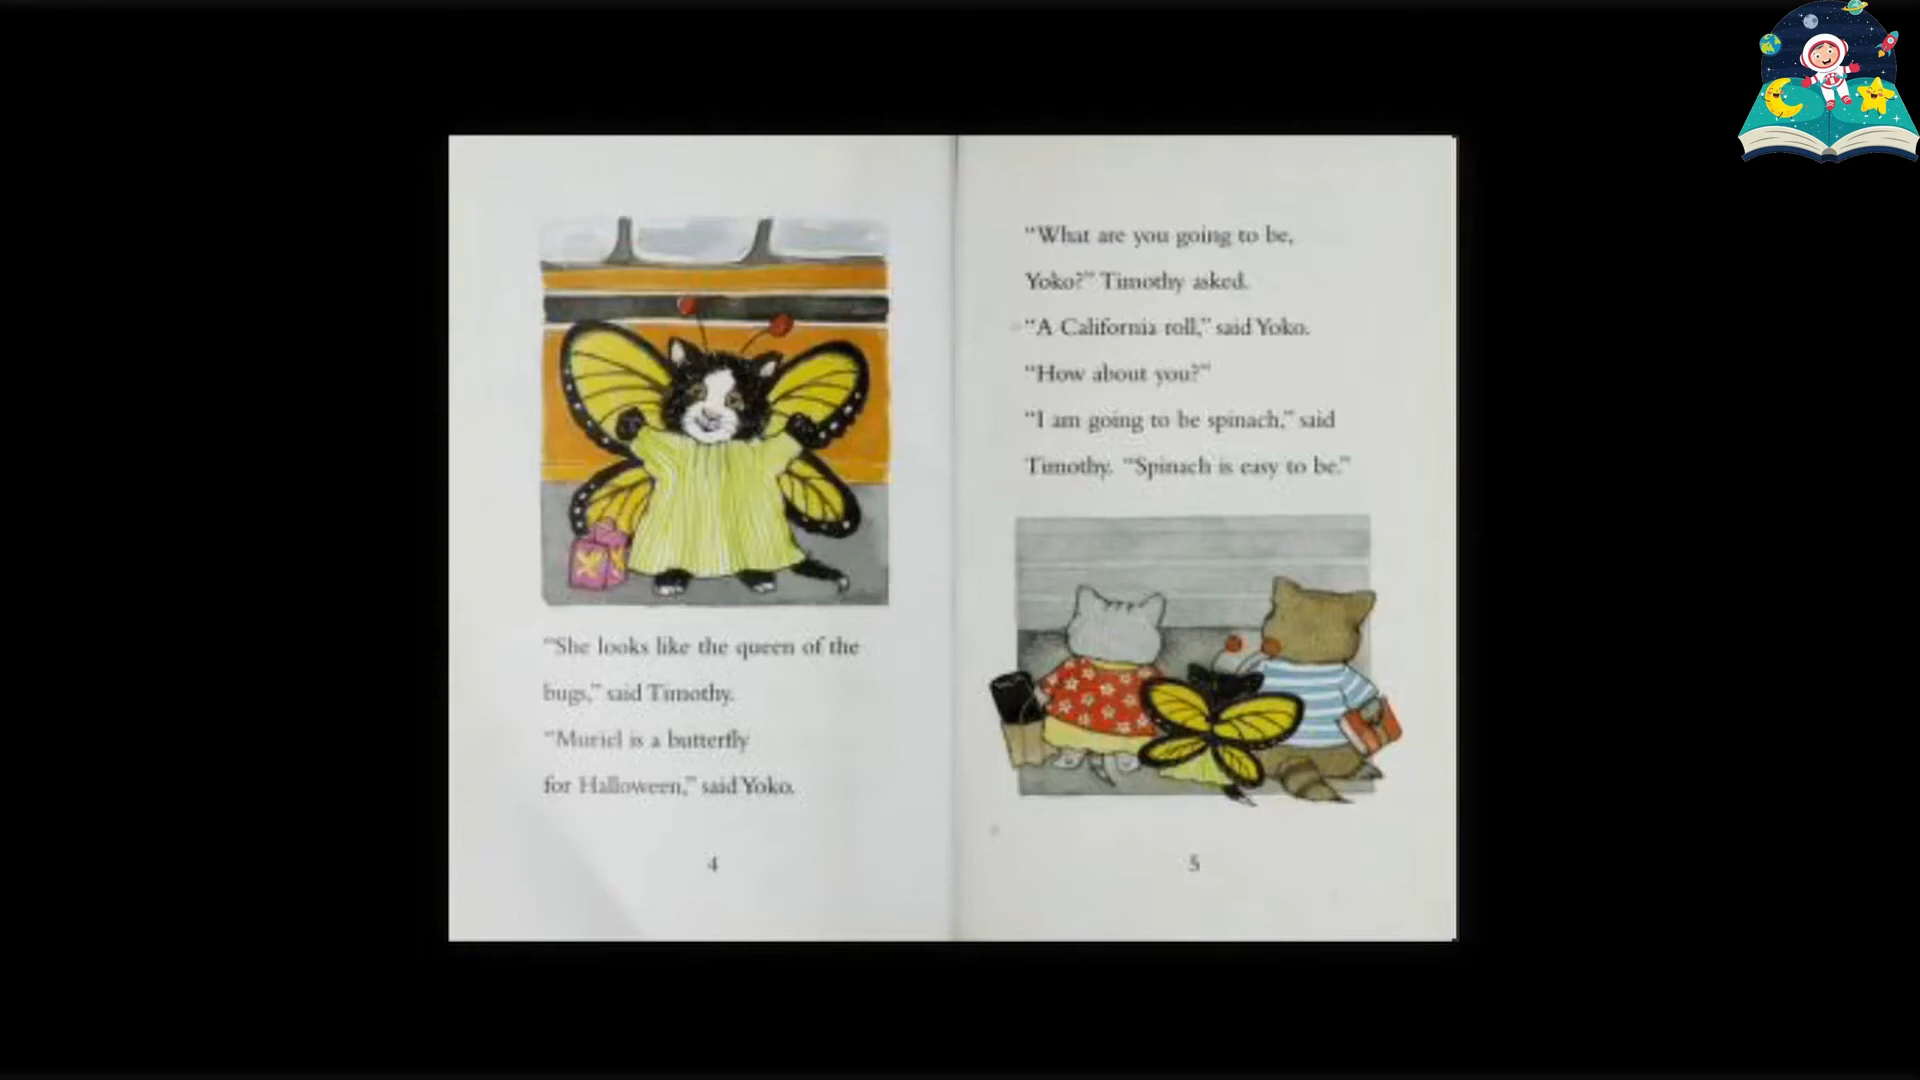 “She looks like the queen of the
bugs,” said Timothy.
“Muriel is a butterfly
for Halloween,” said Yoko.
4
“What are you going to be,
Yoko?” Timothy asked.
“A California roll,” said Yoko.
“How about you?”
“I am going to be spinach,” said
Timothy. “Spinach is easy to be.”
5